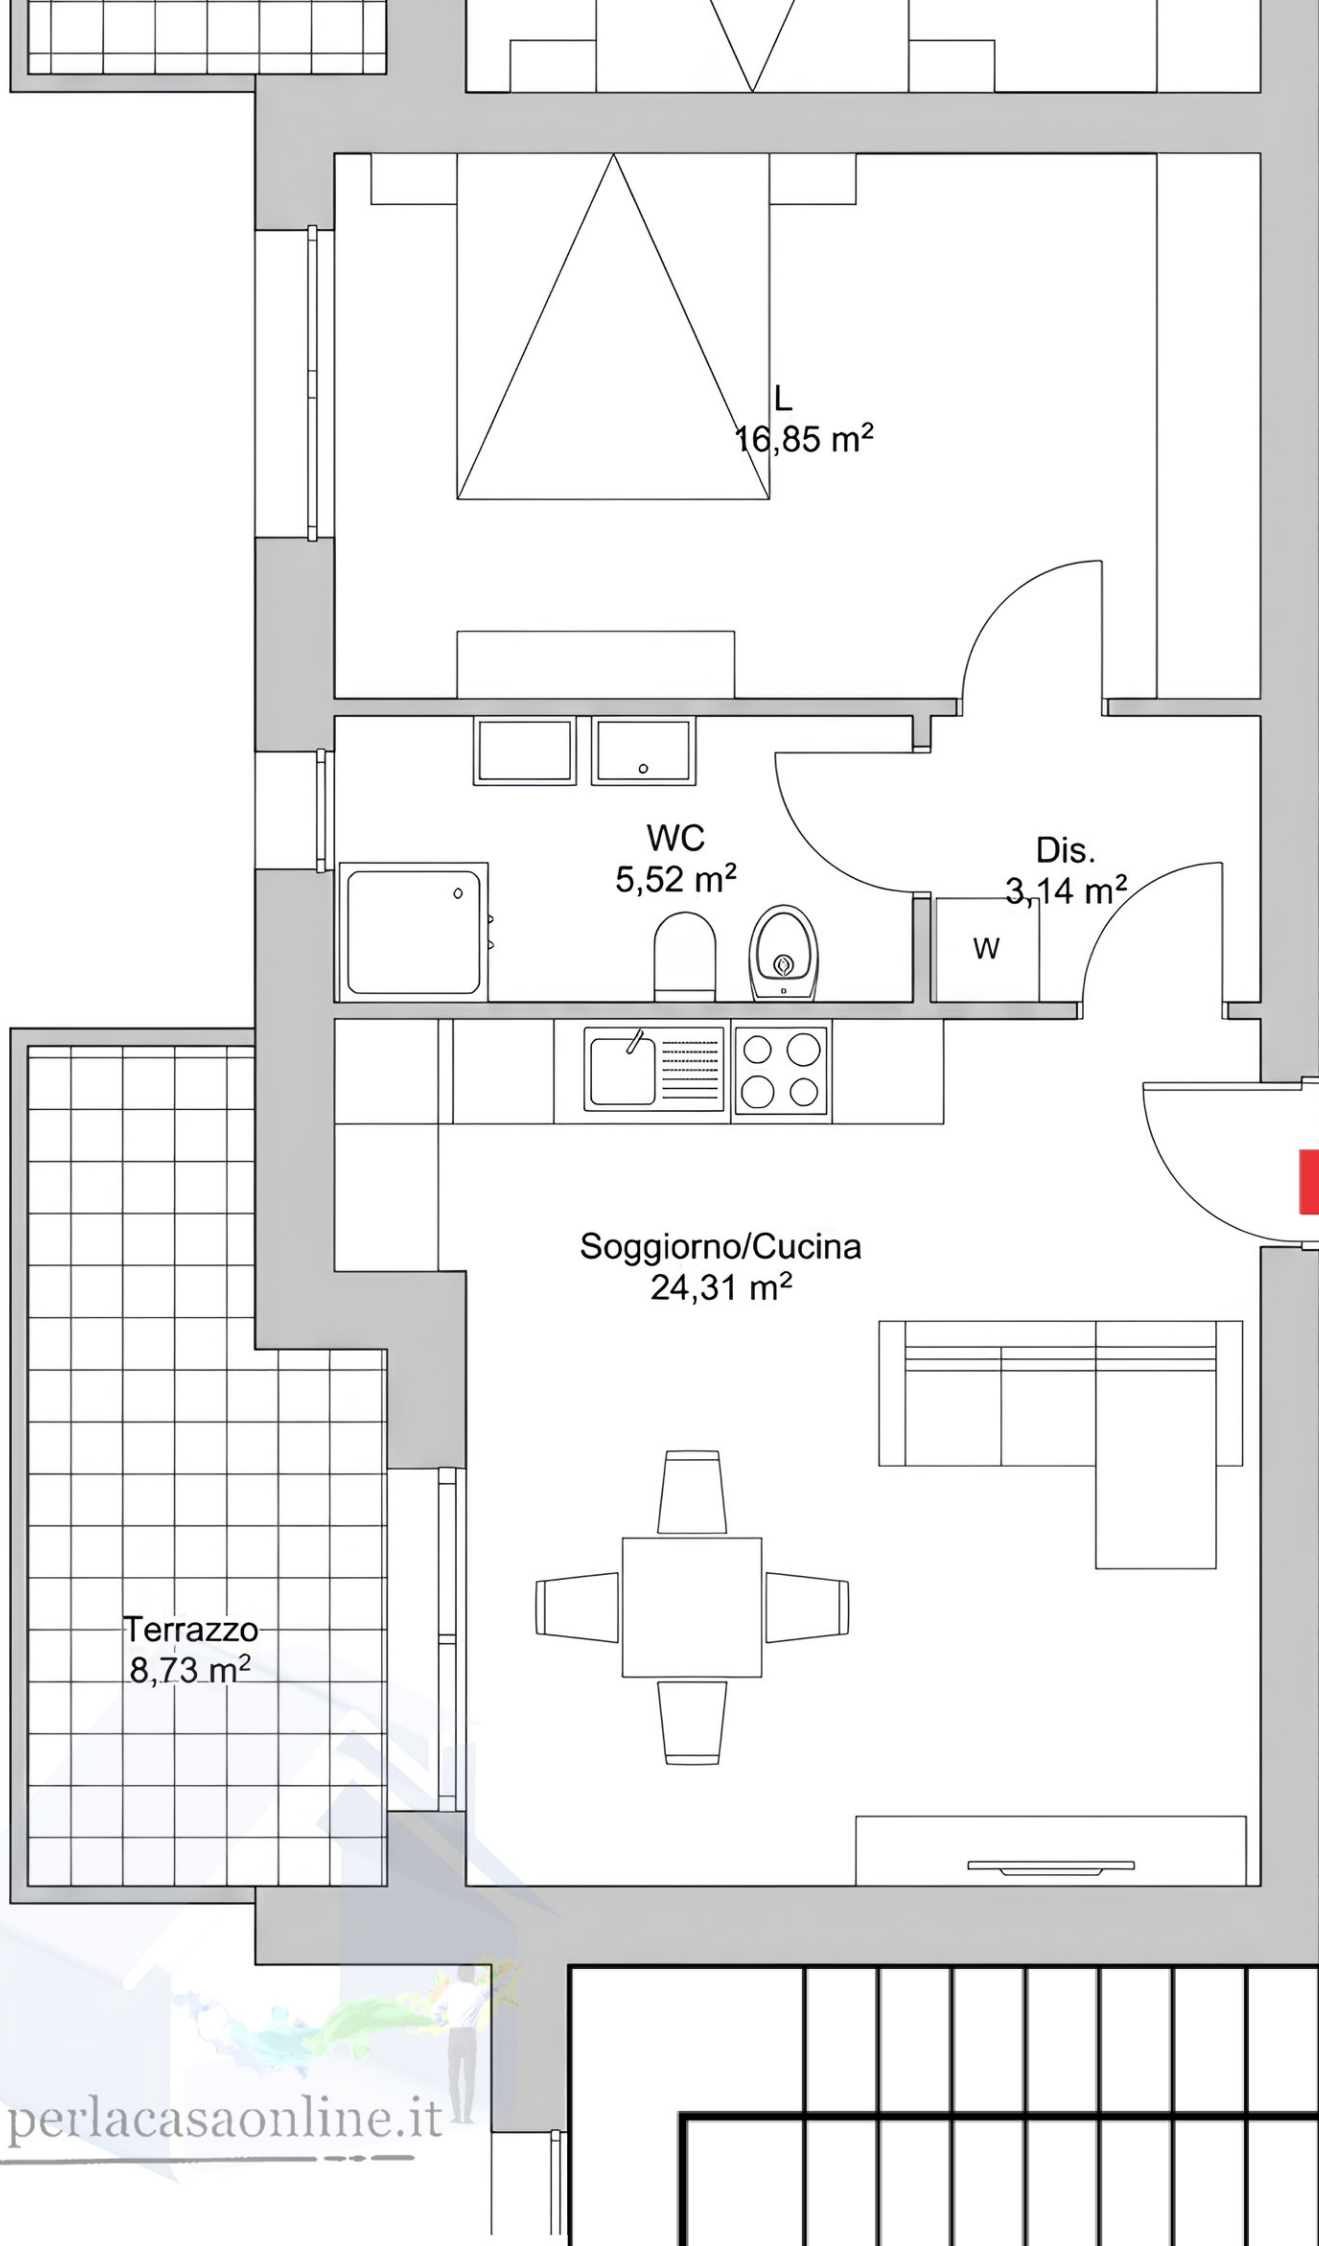 L
16,85 m²
WC
5,52 m²
Dis.
3,14 m²
W
Soggiorno/Cucina
24,31 m²
Terrazzo
8,73 m²
perlacasaonline.it